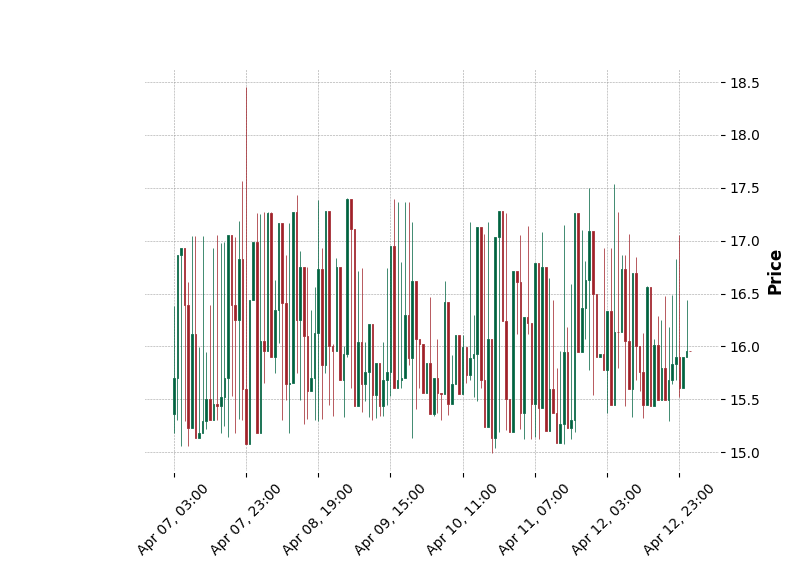 18.5
18.0
17.5
17.0
16.5
16.0
15.5
15.0
Price
Apr 07, 03:00
Apr 07, 23:00
Apr 08, 19:00
Apr 09, 15:00
Apr 10, 11:00
Apr 11, 07:00
Apr 12, 03:00
Apr 12, 23:00